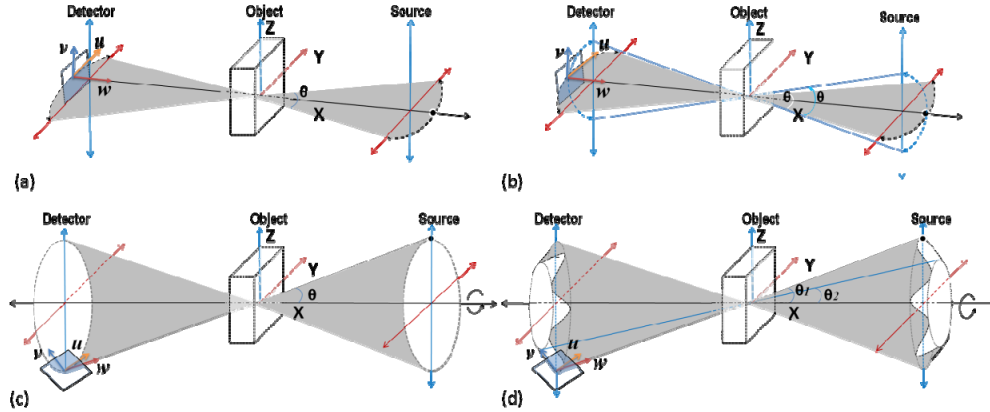 Detector
Object
Source
Z
Y
v
u
w
θ
X
(a)
Detector
Object
Source
Z
Y
v
u
w
θ
θ
X
(b)
Detector
Object
Source
Z
Y
θ
X
v
u
w
(c)
Detector
Object
Source
Z
Y
θ1
θ2
X
v
u
w
(d)